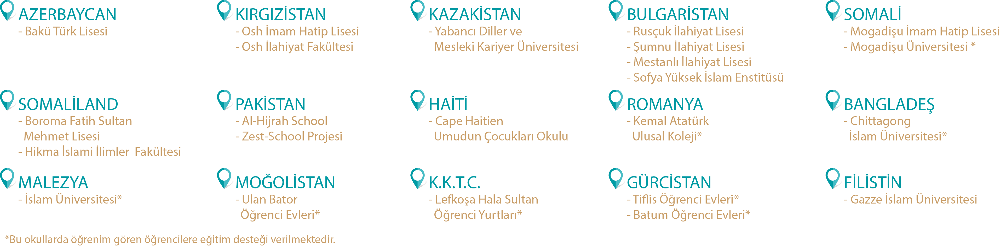 AZERBAYCAN
- Bakü Türk Lisesi
KIRGIZİSTAN
- Osh İmam Hatip Lisesi
- Osh İlahiyat Fakültesi
KAZAKİSTAN
- Yabancı Diller ve
Mesleki Kariyer Üniversitesi
BULGARİSTAN
- Rusçuk İlahiyat Lisesi
- Şumnu İlahiyat Lisesi
- Mestanlı İlahiyat Lisesi
- Sofya Yüksek İslam Enstitüsü
SOMALİ
- Mogadişu İmam Hatip Lisesi
- Mogadişu Üniversitesi *
SOMALİLAND
- Boroma Fatih Sultan
Mehmet Lisesi
- Hikma İslami İlimler Fakültesi
PAKİSTAN
- Al-Hijrah School
- Zest-School Projesi
HAİTİ
- Cape Haitien
Umudun Çocukları Okulu
ROMANYA
- Kemal Atatürk
Ulusal Koleji*
BANGLADEŞ
- Chittagong
İslam Üniversitesi*
MALEZYA
- İslam Üniversitesi*
MOĞOLİSTAN
- Ulan Bator
Öğrenci Evleri*
K.K.T.C.
- Lefkoşa Hala Sultan
Öğrenci Yurtları*
GÜRCİSTAN
- Tiflis Öğrenci Evleri*
- Batum Öğrenci Evleri*
FİLİSTİN
- Gazze İslam Üniversitesi
*Bu okullarda öğrenim gören öğrencilere eğitim desteği verilmektedir.